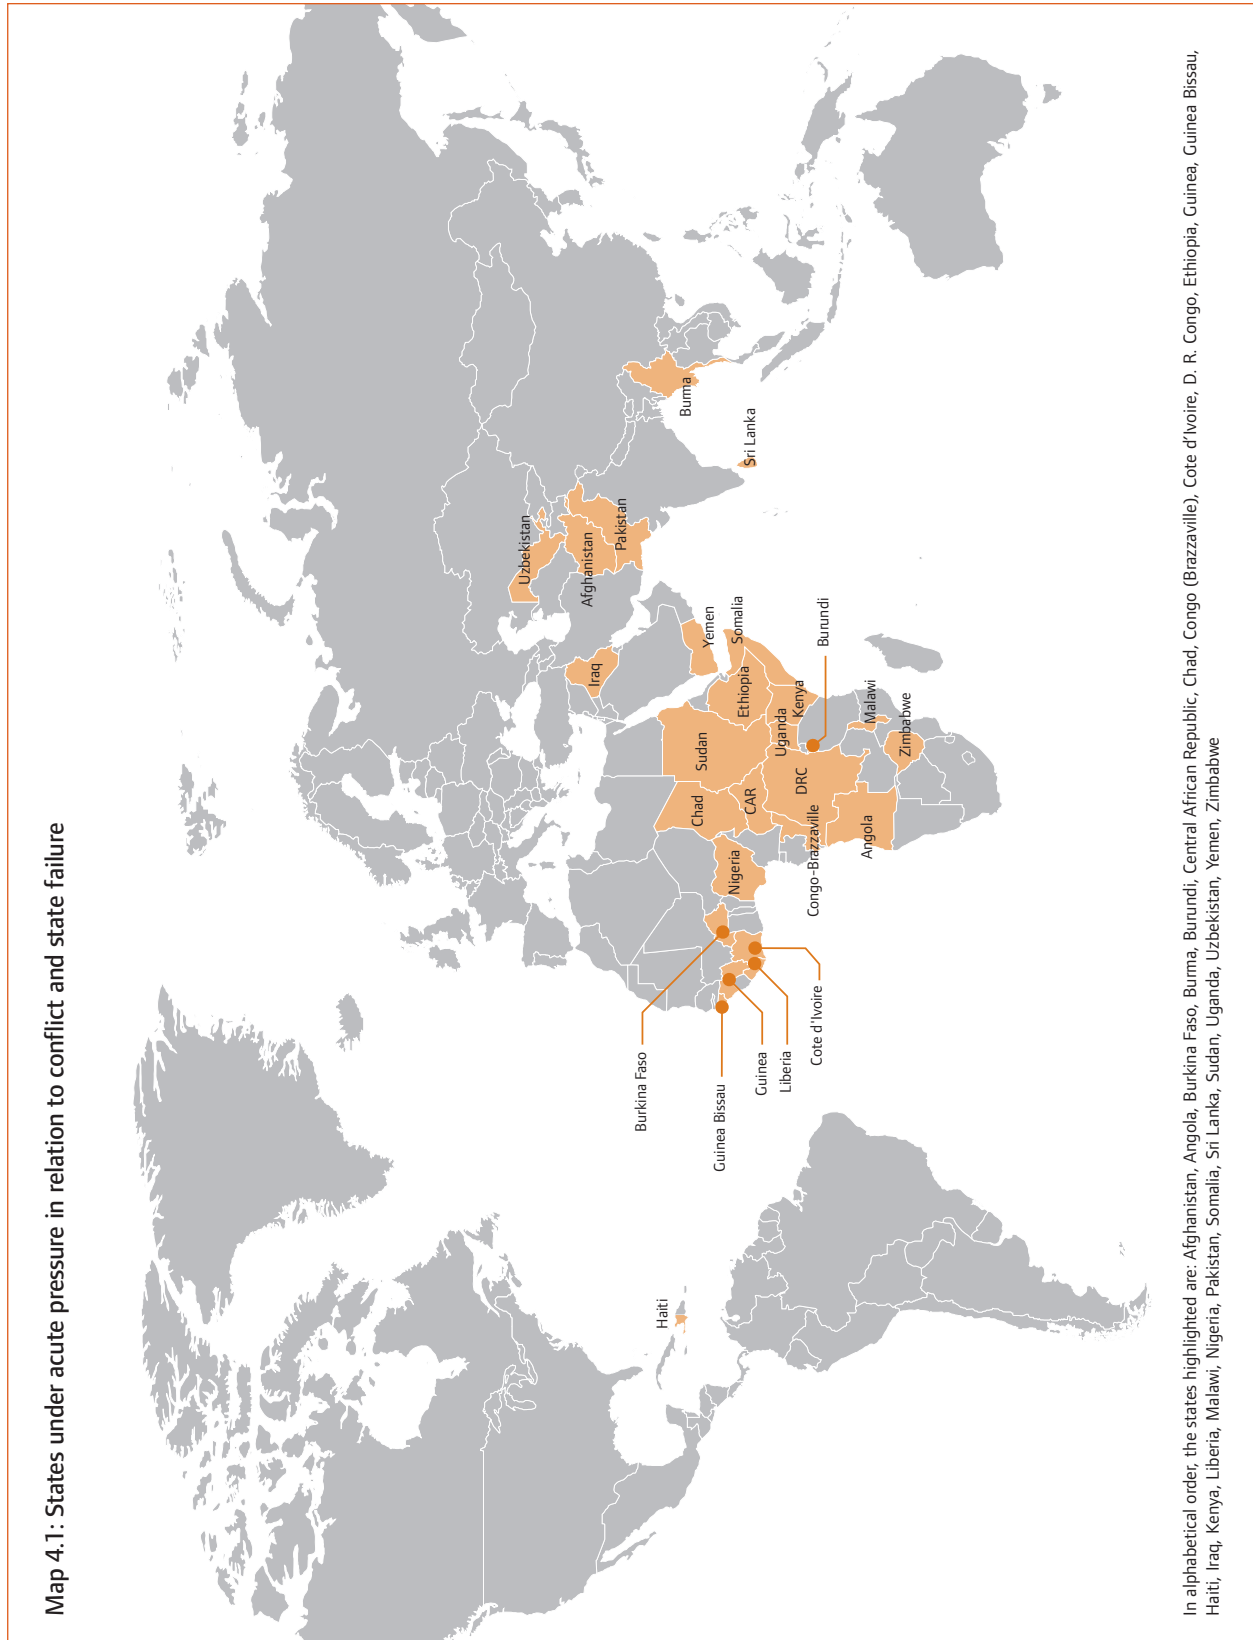 Map 4.1: States under acute pressure in relation to conflict and state failure
Haiti
Burkina Faso
Guinea Bissau
Guinea
Liberia
Cote d'Ivoire
Nigeria
Chad
CAR
Sudan
Congo-Brazzaville
DRC
Angola
Uganda
Kenya
Ethiopia
Somalia
Yemen
Burundi
Malawi
Zimbabwe
Iraq
Uzbekistan
Afghanistan
Pakistan
Sri Lanka
Burma
In alphabetical order, the states highlighted are: Afghanistan, Angola, Burkina Faso, Burma, Burundi, Central African Republic, Chad, Congo (Brazzaville), Cote d'Ivoire, D. R. Congo, Ethiopia, Guinea, Guinea Bissau,
Haiti, Iraq, Kenya, Liberia, Malawi, Nigeria, Pakistan, Somalia, Sri Lanka, Sudan, Uganda, Uzbekistan, Yemen, Zimbabwe